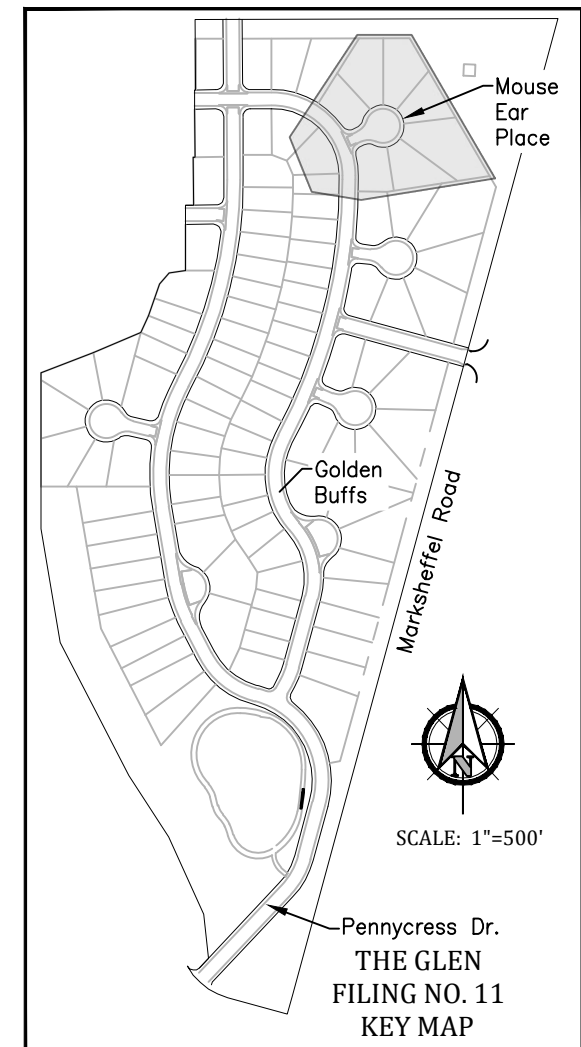 Mouse
Ear
Place
Golden
Buffs
Marksheffel Road
N
SCALE: 1"=500'
Pennycress Dr.
THE GLEN
FILING NO. 11
KEY MAP